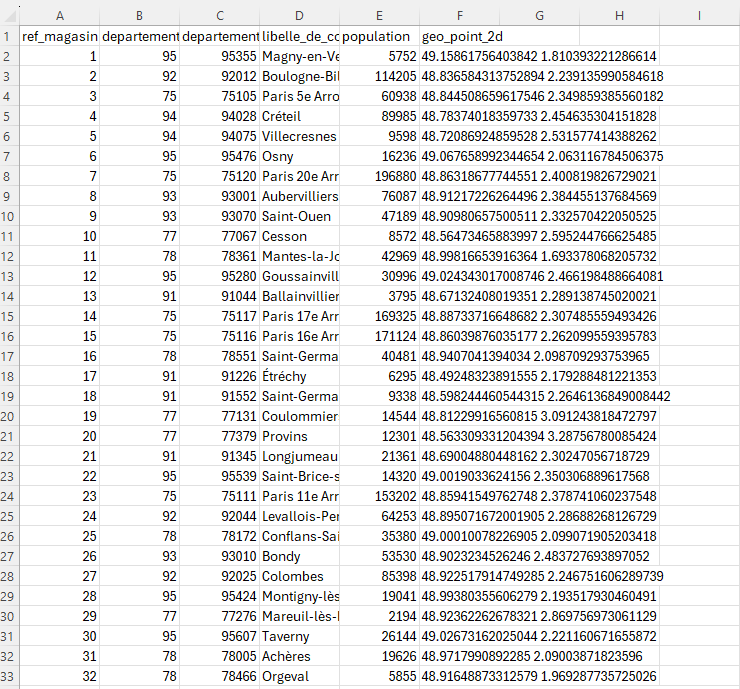 A B C D E F G H I
1 ref_magasin departement departement libelle_de_co population geo_point_2d
2 1 95 95355 Magny-en-Ve 5752 49.15861756403842 1.810393221286614
3 2 92 92012 Boulogne-Bil 114205 48.836584313752894 2.239135990584618
4 3 75 75105 Paris 5e Arro 60938 48.844508659617546 2.349859385560182
5 4 94 94028 Créteil 89985 48.78374018359733 2.454635304151828
6 5 94 94075 Villecresnes 9598 48.72086924859528 2.531577414388262
7 6 95 95476 Osny 16236 49.067658992344654 2.063116784506375
8 7 75 75120 Paris 20e Arr 196880 48.86318677744551 2.400819826729021
9 8 93 93001 Aubervilliers 76087 48.91217226264496 2.384455137684569
10 9 93 93070 Saint-Ouen 47189 48.90980657500511 2.332570422050525
11 10 77 77067 Cesson 8572 48.56473465883997 2.595244766625485
12 11 78 78361 Mantes-la-Jo 42969 48.99816653916364 1.693378068205732
13 12 95 95280 Goussainvill 30996 49.024343017008746 2.466198488664081
14 13 91 91044 Ballainvillier 3795 48.67132408019351 2.289138745020021
15 14 75 75117 Paris 17e Arr 169325 48.88733716648682 2.307485559493426
16 15 75 75116 Paris 16e Arr 171124 48.86039876035177 2.262099559395783
17 16 78 78551 Saint-Germa 40481 48.9407041394034 2.098709293753965
18 17 91 91226 Étréchy 6295 48.49248323891555 2.179288481221353
19 18 91 91552 Saint-Germa 9338 48.598244460544315 2.2646136849008442
20 19 77 77131 Coulommier 14544 48.81229916560815 3.091243818472797
21 20 77 77379 Provins 12301 48.563309331204394 3.28756780085424
22 21 91 91345 Longjumeau 21361 48.69004880448162 2.30247056718729
23 22 95 95539 Saint-Brice-s 14320 49.0019033624156 2.350306889617568
24 23 75 75111 Paris 11e Arr 153202 48.85941549762748 2.378741060237548
25 24 92 92044 Levallois-Per 64253 48.895071672001905 2.28688268126729
26 25 78 78172 Conflans-Sai 35380 49.00010078226905 2.099071905203418
27 26 93 93010 Bondy 53530 48.9023234526246 2.483727693897052
28 27 92 92025 Colombes 85398 48.922517914749285 2.246751606289739
29 28 95 95424 Montigny-lès 19041 48.99380355606279 2.193517930460491
30 29 77 77276 Mareuil-lès-l 2194 48.92362262678321 2.869756973061129
31 30 95 95607 Taverny 26144 49.02673162025044 2.221160671655872
32 31 78 78005 Achères 19626 48.9717990892285 2.09003871823596
33 32 78 78466 Orgeval 5855 48.91648873312579 1.969287735725026